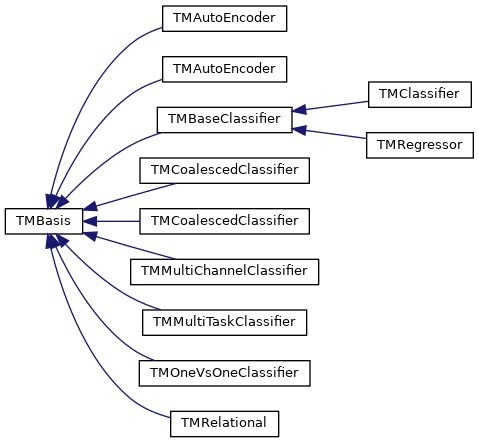 TMAutoEncoder
TMAutoEncoder
TMClassifier
TMBaseClassifier
TMRegressor
TMCoalescedClassifier
TMBasis
TMCoalescedClassifier
TMMultiChannelClassifier
TMMultiTaskClassifier
TMOneVsOneClassifier
TMRelational